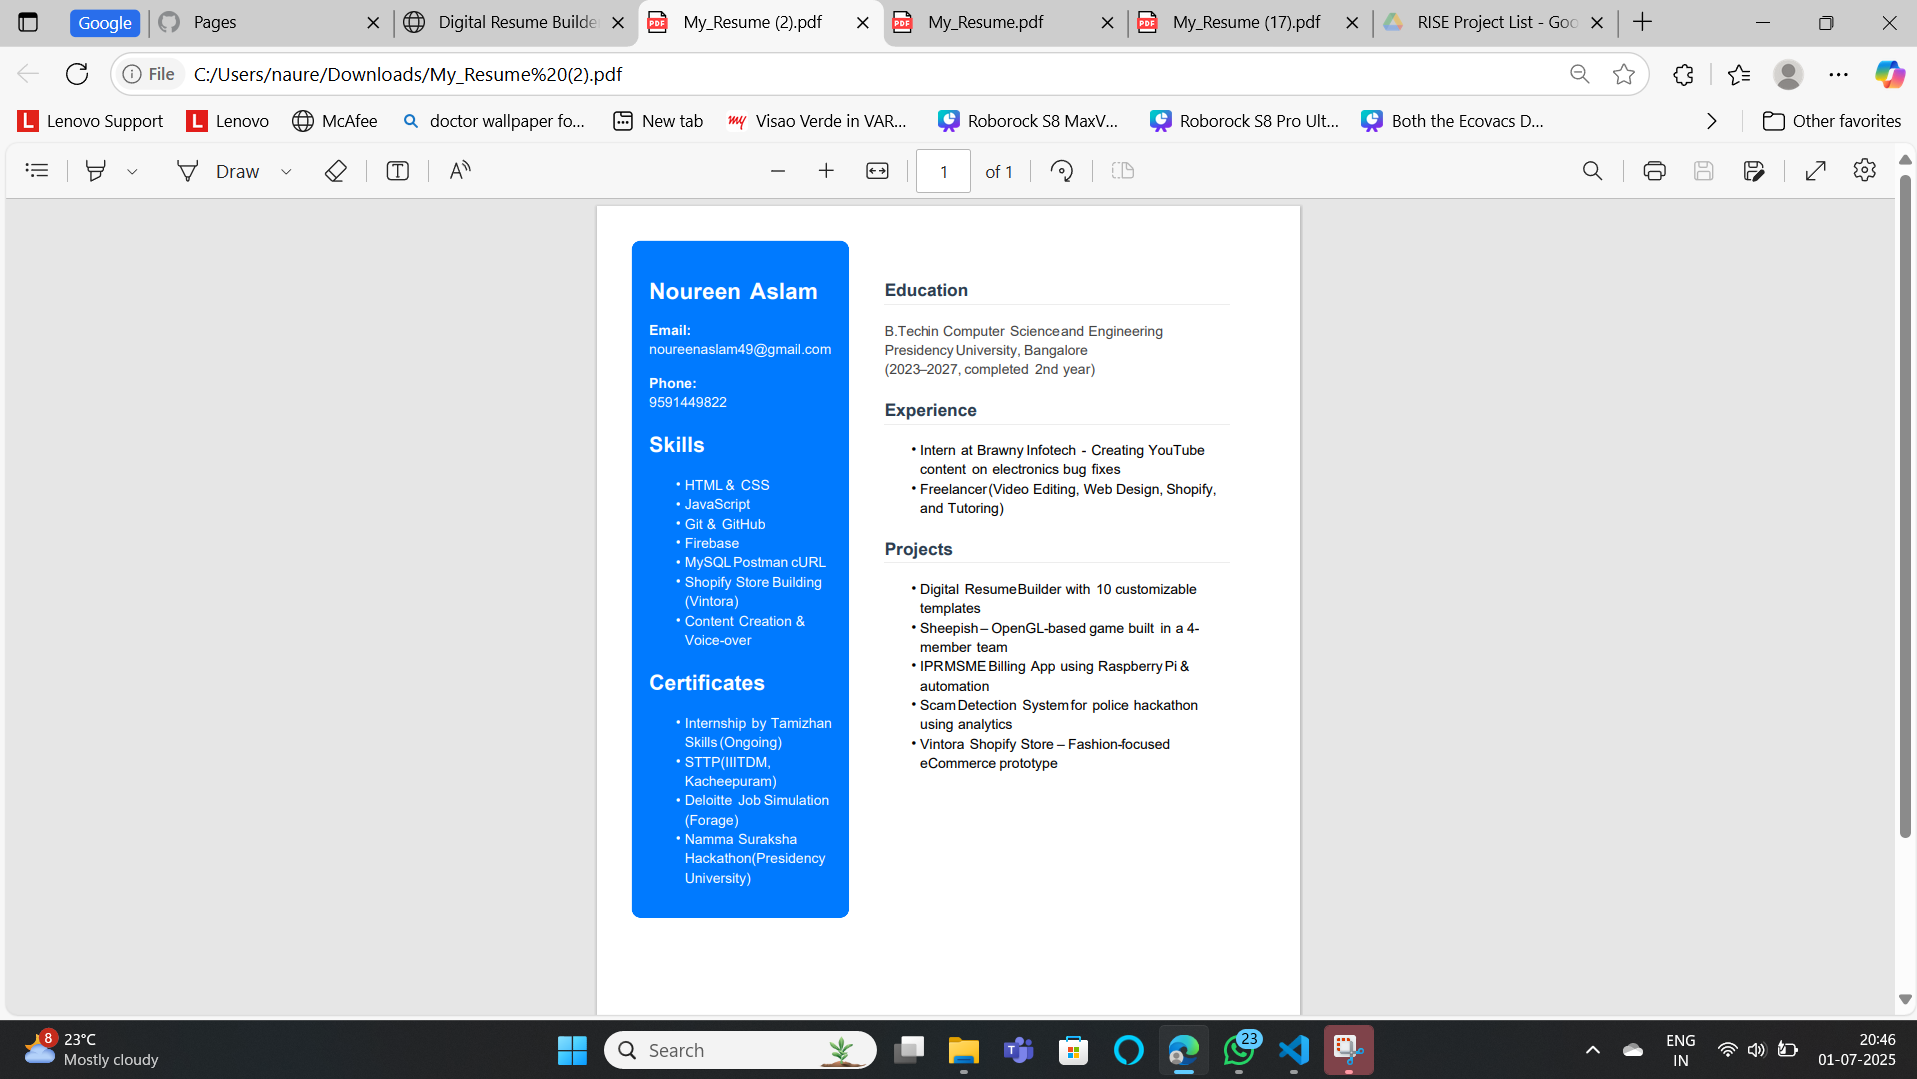 Google
Pages
Digital Resume Builde
My_Resume (2).pdf
My_Resume.pdf
My_Resume (17).pdf
RISE Project List - Goo
File
C:/Users/naure/Downloads/My_Resume%20(2).pdf
Lenovo Support
Lenovo
McAfee
doctor wallpaper fo...
New tab
Visao Verde in VAR...
Roborock S8 MaxV...
Roborock S8 Pro Ult...
Both the Ecovacs D...
Other favorites
Draw
1
of 1
Noureen Aslam
Email:
noureenaslam49@gmail.com
Phone:
9591449822
Skills
• HTML & CSS
• JavaScript
• Git & GitHub
• Firebase
• MySQL Postman cURL
• Shopify Store Building
(Vintora)
• Content Creation &
Voice-over
Certificates
• Internship by Tamizhan
Skills (Ongoing)
• STTP(IIITDM,
Kacheepuram)
• Deloitte Job Simulation
(Forage)
• Namma Suraksha
Hackathon(Presidency
University)
Education
B.Techin Computer Scienceand Engineering
Presidency University, Bangalore
(2023–2027, completed 2nd year)
Experience
• Intern at Brawny Infotech - Creating YouTube
content on electronics bug fixes
• Freelancer(Video Editing, Web Design, Shopify,
and Tutoring)
Projects
• Digital ResumeBuilder with 10 customizable
templates
• Sheepish – OpenGL-based game built in a 4-
member team
• IPRMSME Billing App using Raspberry Pi &
automation
• Scam Detection Systemfor police hackathon
using analytics
• Vintora Shopify Store – Fashion-focused
eCommerce prototype
8
23°C
Mostly cloudy
Search
23
ENG
IN
20:46
01-07-2025